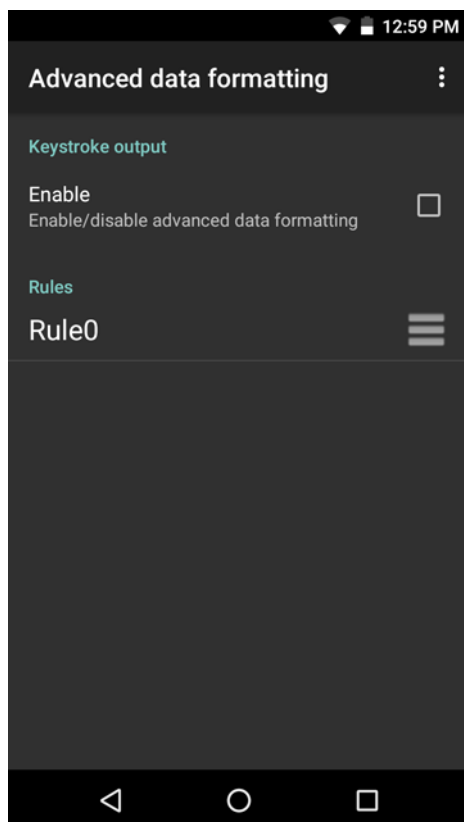 12:59 PM
Advanced data formatting
Keystroke output
Enable
Enable/disable advanced data formatting
Rules
Rule0